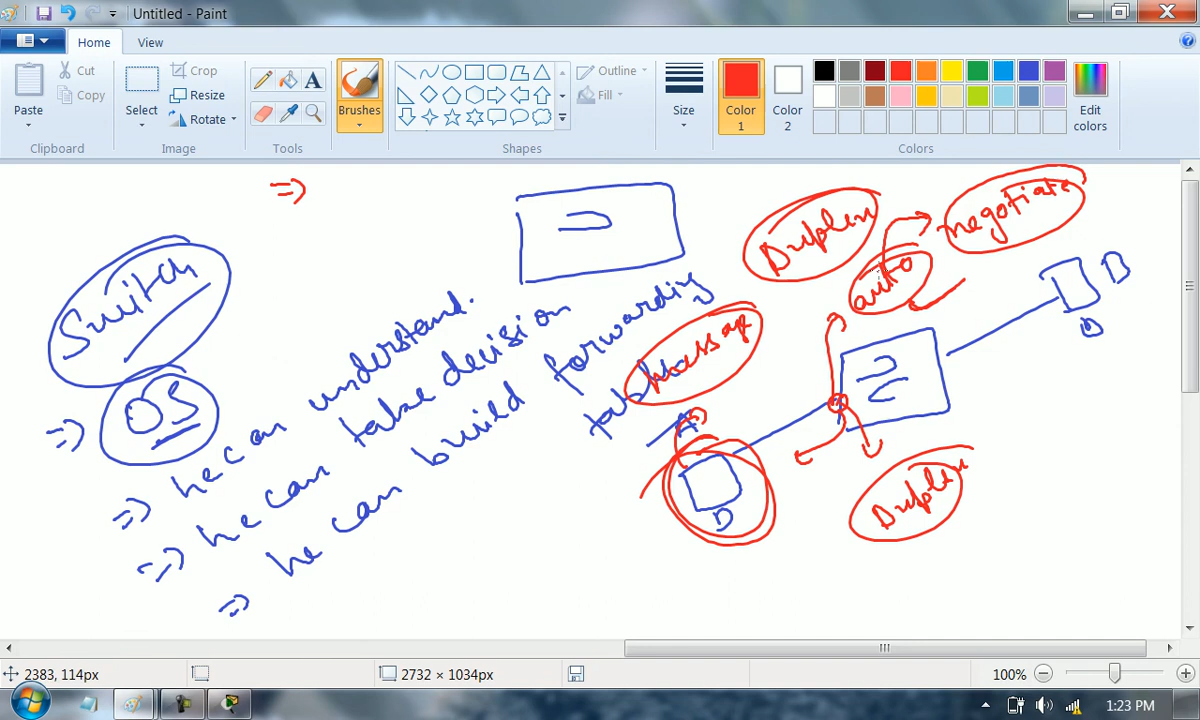 Untitled - Paint
Home
View
Paste
Cut
Copy
Clipboard
Select
Crop
Resize
Rotate
Image
Tools
Brushes
Shapes
Outline
Fill
Size
Color 1
Color 2
Edit colors
Colors
=>
Switch
=> OS
=> he can understand.
=> he can take decision
=> he can build forwarding
table
Duplex
auto
negotiate
B
D
message
A
D
Duplex
2383, 114px
2732 × 1034px
100%
1:23 PM